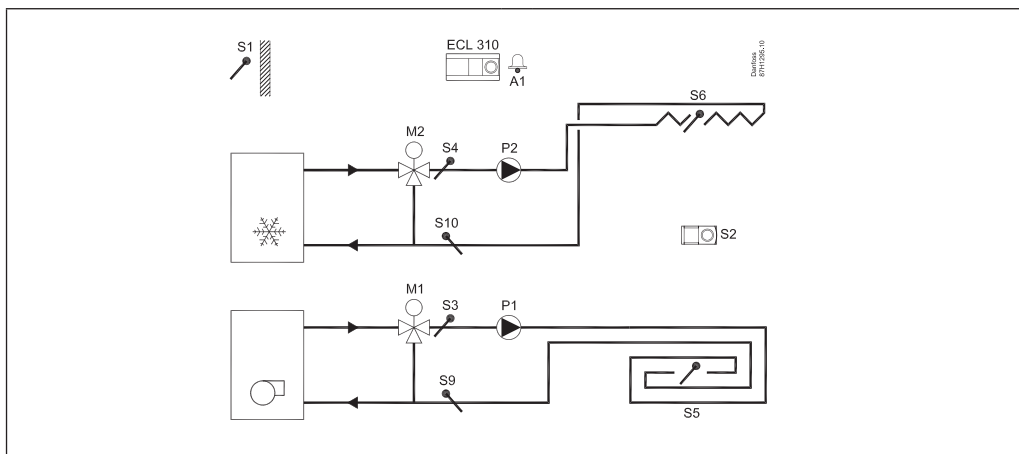 S1
ECL 310
A1
Danfoss
87H1295.10
S6
M2
S4
P2
S10
S2
M1
S3
P1
S9
S5